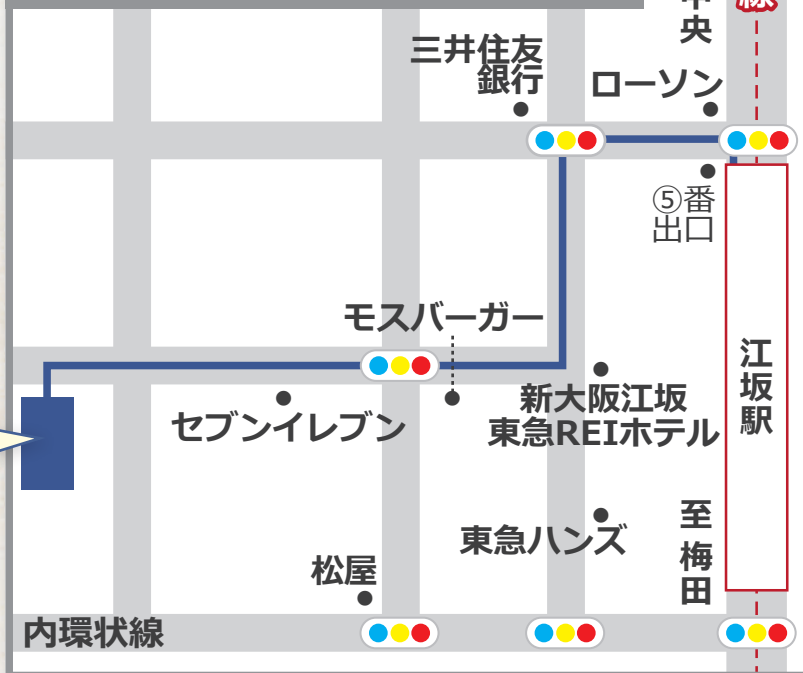 中央
線
三井住友
銀行
ローソン
⑤番
出口
モスバーガー
江坂駅
新大阪江坂
東急REIホテル
セブンイレブン
至 梅田
東急ハンズ
松屋
内環状線